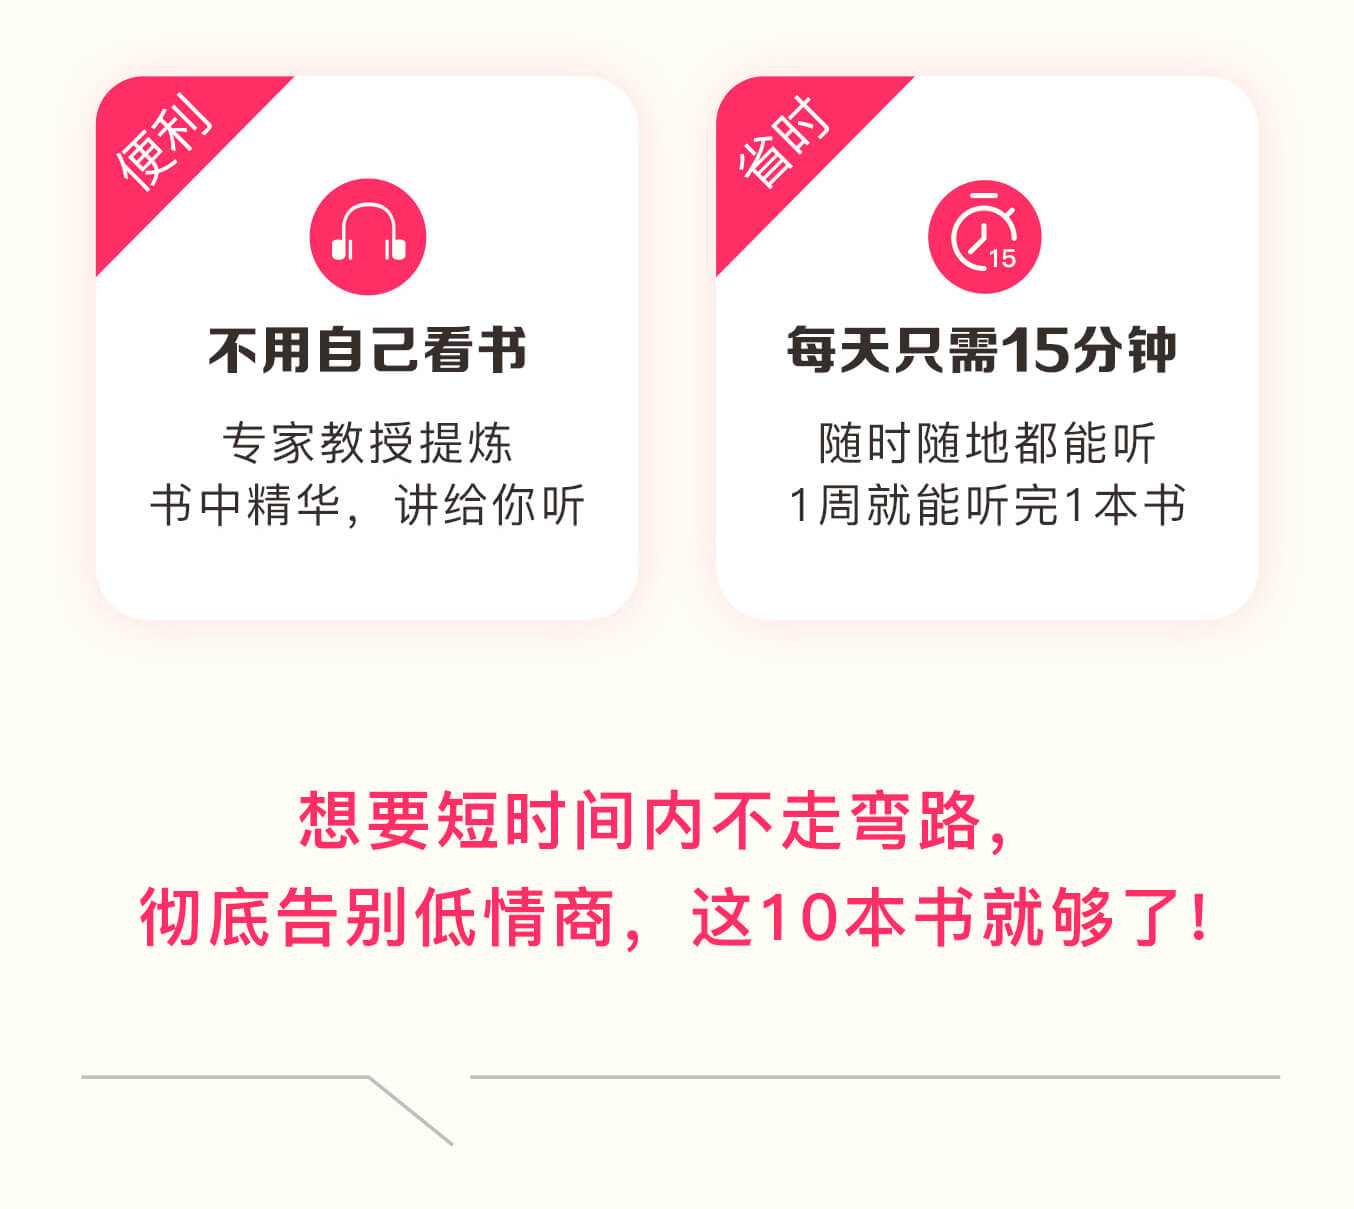 便利
不用自己看书
专家教授提炼
书中精华，讲给你听
省时
15
每天只需15分钟
随时随地都能听
1周就能听完1本书
想要短时间内不走弯路，
彻底告别低情商，这10本书就够了！